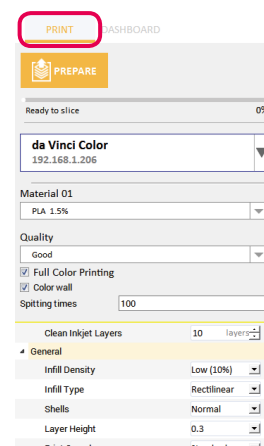 PRINT DASHBOARD
PREPARE
Ready to slice 0%
da Vinci Color
192.168.1.206
Material 01
PLA 1.5%
Quality
Good
Full Color Printing
Color wall
Spitting times 100
Clean Inkjet Layers 10 layers
General
Infill Density Low (10%)
Infill Type Rectilinear
Shells Normal
Layer Height 0.3